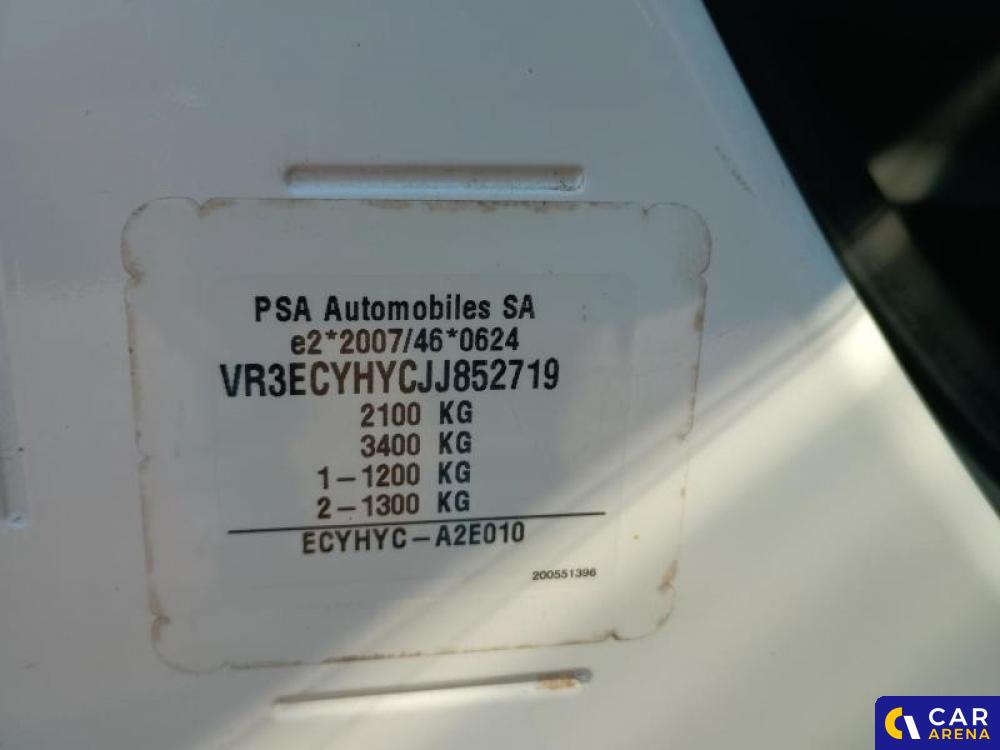 PSA Automobiles SA
e2*2007/46*0624
VR3ECYHYCJJ852719
2100 KG
3400 KG
1-1200 KG
2-1300 KG
ECYHYC-A2E010
200551396
CAR
ARENA